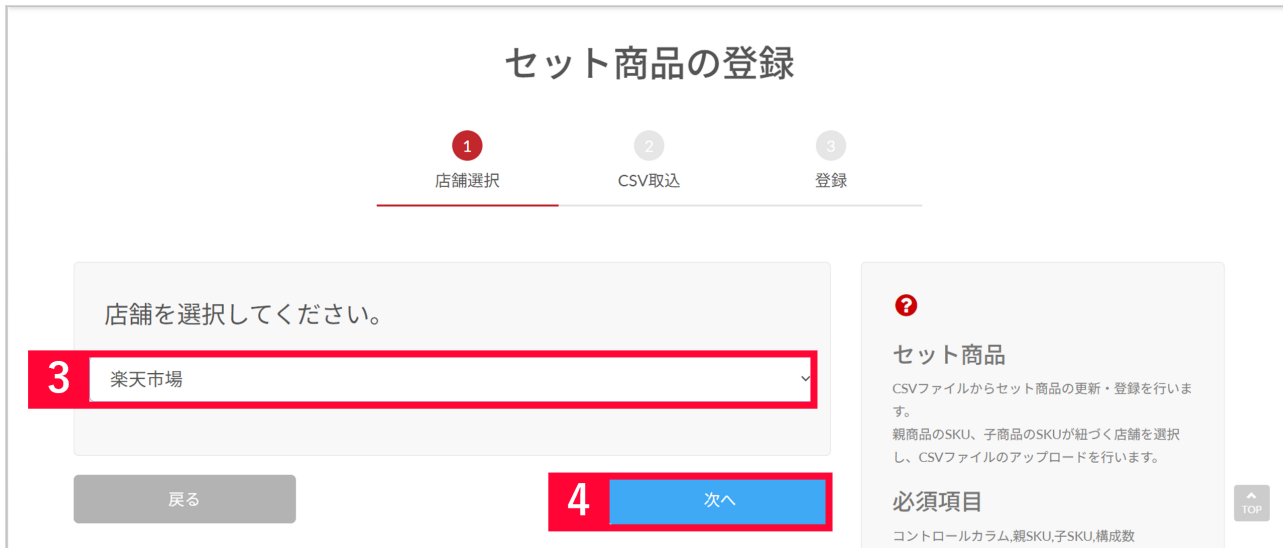 セット商品の登録
1
2
3
店舗選択
CSV取込
登録
店舗を選択してください。
3
楽天市場
戻る
4
次へ
?
セット商品
CSVファイルからセット商品の更新・登録を行いま
す。
親商品のSKU、子商品のSKUが紐づく店舗を選択
し、CSVファイルのアップロードを行います。
必須項目
コントロールカラム,親SKU,子SKU,構成数
TOP